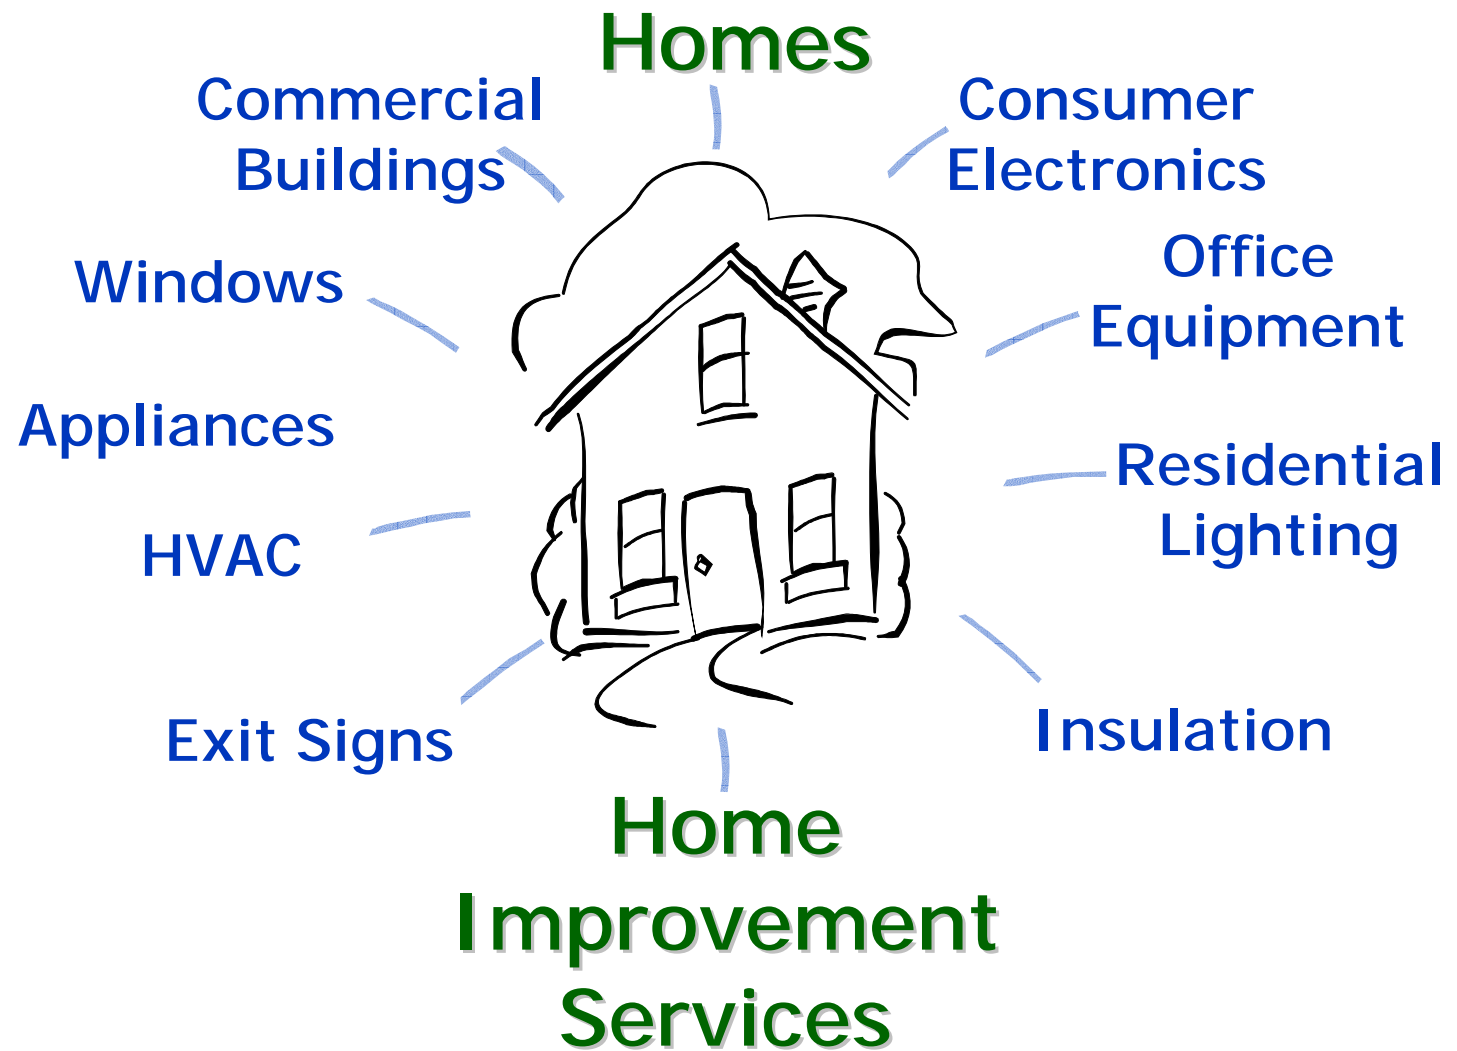 Homes
Commercial
Buildings
Consumer
Electronics
Windows
Office
Equipment
Appliances
Residential
Lighting
HVAC
Exit Signs
Insulation
Home
Improvement
Services